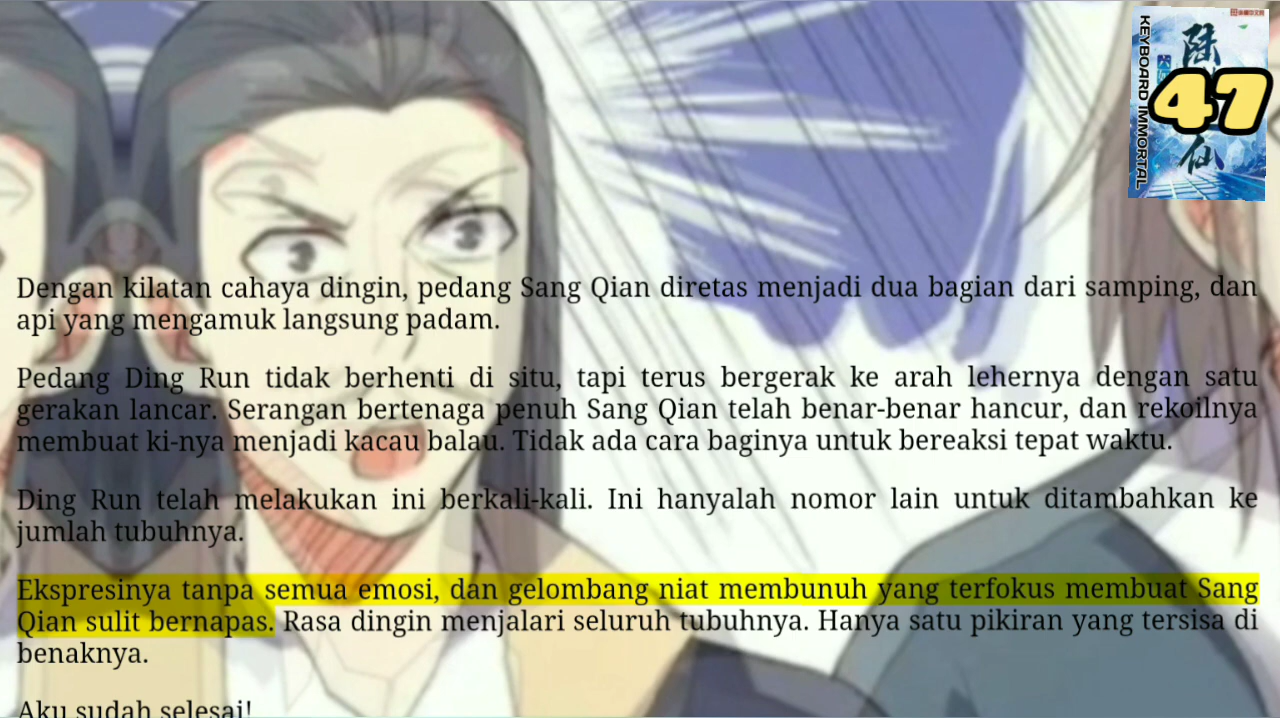 KEYBOARD IMMORTAL
陆
仙
47
Dengan kilatan cahaya dingin, pedang Sang Qian diretas menjadi dua bagian dari samping, dan
api yang mengamuk langsung padam.
Pedang Ding Run tidak berhenti di situ, tapi terus bergerak ke arah lehernya dengan satu
gerakan lancar. Serangan bertenaga penuh Sang Qian telah benar-benar hancur, dan rekoilnya
membuat ki-nya menjadi kacau balau. Tidak ada cara baginya untuk bereaksi tepat waktu.
Ding Run telah melakukan ini berkali-kali. Ini hanyalah nomor lain untuk ditambahkan ke
jumlah tubuhnya.
Ekspresinya tanpa semua emosi, dan gelombang niat membunuh yang terfokus membuat Sang
Qian sulit bernapas. Rasa dingin menjalari seluruh tubuhnya. Hanya satu pikiran yang tersisa di
benaknya.
Aku sudah selesai!